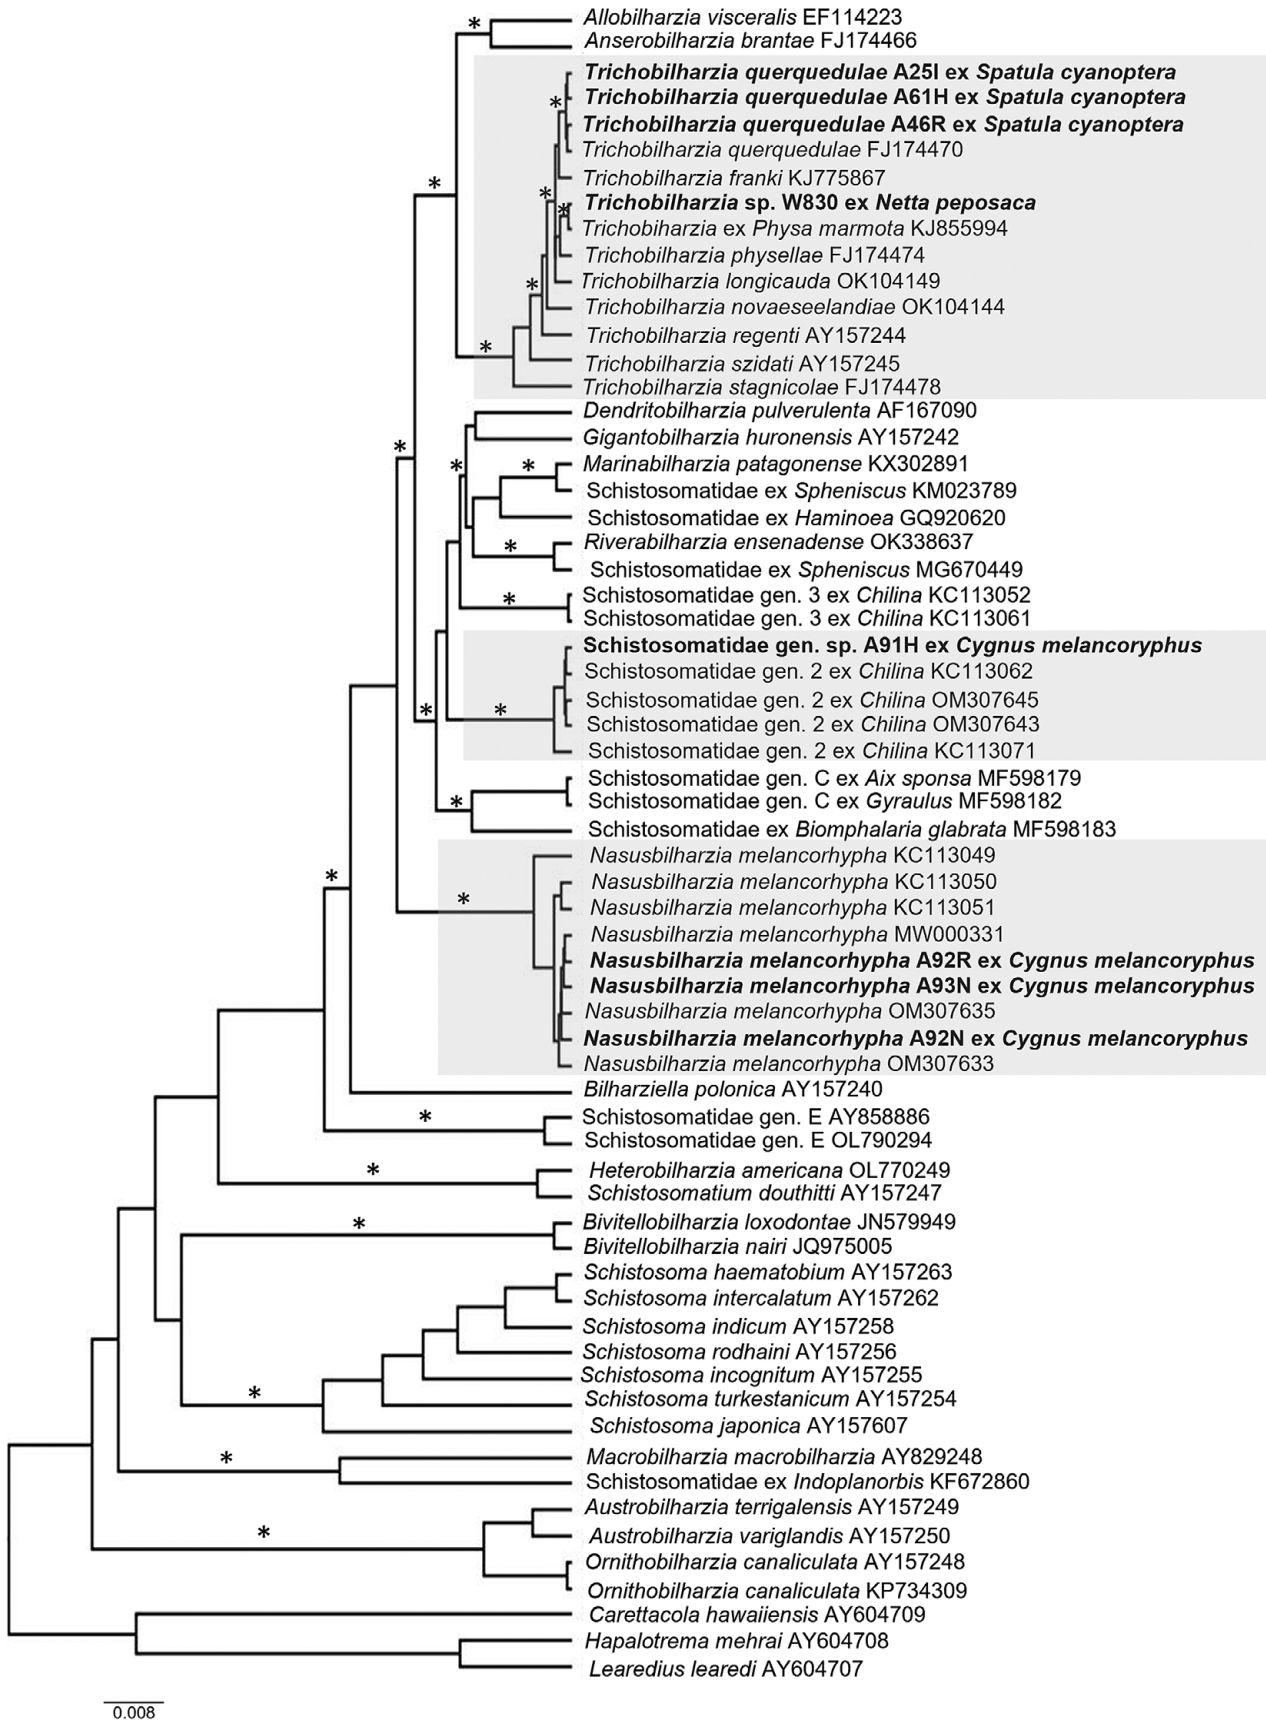 Allobilharzia visceralis EF114223
Anserobilharzia brantae FJ174466
Trichobilharzia querquedulae A25I ex Spatula cyanoptera
Trichobilharzia querquedulae A61H ex Spatula cyanoptera
Trichobilharzia querquedulae A46R ex Spatula cyanoptera
Trichobilharzia querquedulae FJ174470
Trichobilharzia franki KJ775867
Trichobilharzia sp. W830 ex Netta peposaca
Trichobiharzia ex Physa marmota KJ855994
Trichobilharzia physellae FJ174474
Trichobilharzia longicauda OK104149
Trichobilharzia novaeseelandiae OK104144
Trichobilharzia regenti AY157244
Trichobilharzia szidati AY157245
Trichobilharzia stagnicolae FJ174478
Dendritobilharzia pulverulenta AF167090
Gigantobilharzia huronensis AY157242
Marinabilharzia patagonense KX302891
Schistosomatidae ex Spheniscus KM023789
Schistosomatidae ex Haminoea GQ920620
Riverabilharzia ensenadense OK338637
Schistosomatidae ex Spheniscus MG670449
Schistosomatidae gen. 3 ex Chilina KC113052
Schistosomatidae gen. 3 ex Chilina KC113061
Schistosomatidae gen. sp. A91H ex Cygnus melancoryphus
Schistosomatidae gen. 2 ex Chilina KC113062
Schistosomatidae gen. 2 ex Chilina OM307645
Schistosomatidae gen. 2 ex Chilina OM307643
Schistosomatidae gen. 2 ex Chilina KC113071
Schistosomatidae gen. C ex Aix sponsa MF598179
Schistosomatidae gen. C ex Gyraulus MF598182
Schistosomatidae ex Biomphalaria glabrata MF598183
Nasusbilharzia melancorhypha KC113049
Nasusbilharzia melancorhypha KC113050
Nasusbilharzia melancorhypha KC113051
Nasusbilharzia melancorhypha MW000331
Nasusbilharzia melancorhypha A92R ex Cygnus melancoryphus
Nasusbilharzia melancorhypha A93N ex Cygnus melancoryphus
Nasusbilharzia melancorhypha OM307635
Nasusbilharzia melancorhypha A92N ex Cygnus melancoryphus
Nasusbilharzia melancorhypha OM307633
Bilharziella polonica AY157240
Schistosomatidae gen. E AY858886
Schistosomatidae gen. E OL790294
Heterobilharzia americana OL770249
Schistosomatium douthitti AY157247
Bivitellobilharzia loxodontae JN579949
Bivitellobilharzia nairi JQ975005
Schistosoma haematobium AY157263
Schistosoma intercalatum AY157262
Schistosoma indicum AY157258
Schistosoma rodhaini AY157256
Schistosoma incognitum AY157255
Schistosoma turkestanicum AY157254
Schistosoma japonica AY157607
Macrobilharzia macrobilharzia AY829248
Schistosomatidae ex Indoplanorbis KF672860
Austrobilharzia terrigalensis AY157249
Austrobilharzia variglandis AY157250
Ornithobilharzia canaliculata AY157248
Ornithobilharzia canaliculata KP734309
Carettacola hawaiiensis AY604709
Hapalotrema mehrai AY604708
Learedius learedi AY604707
0.008